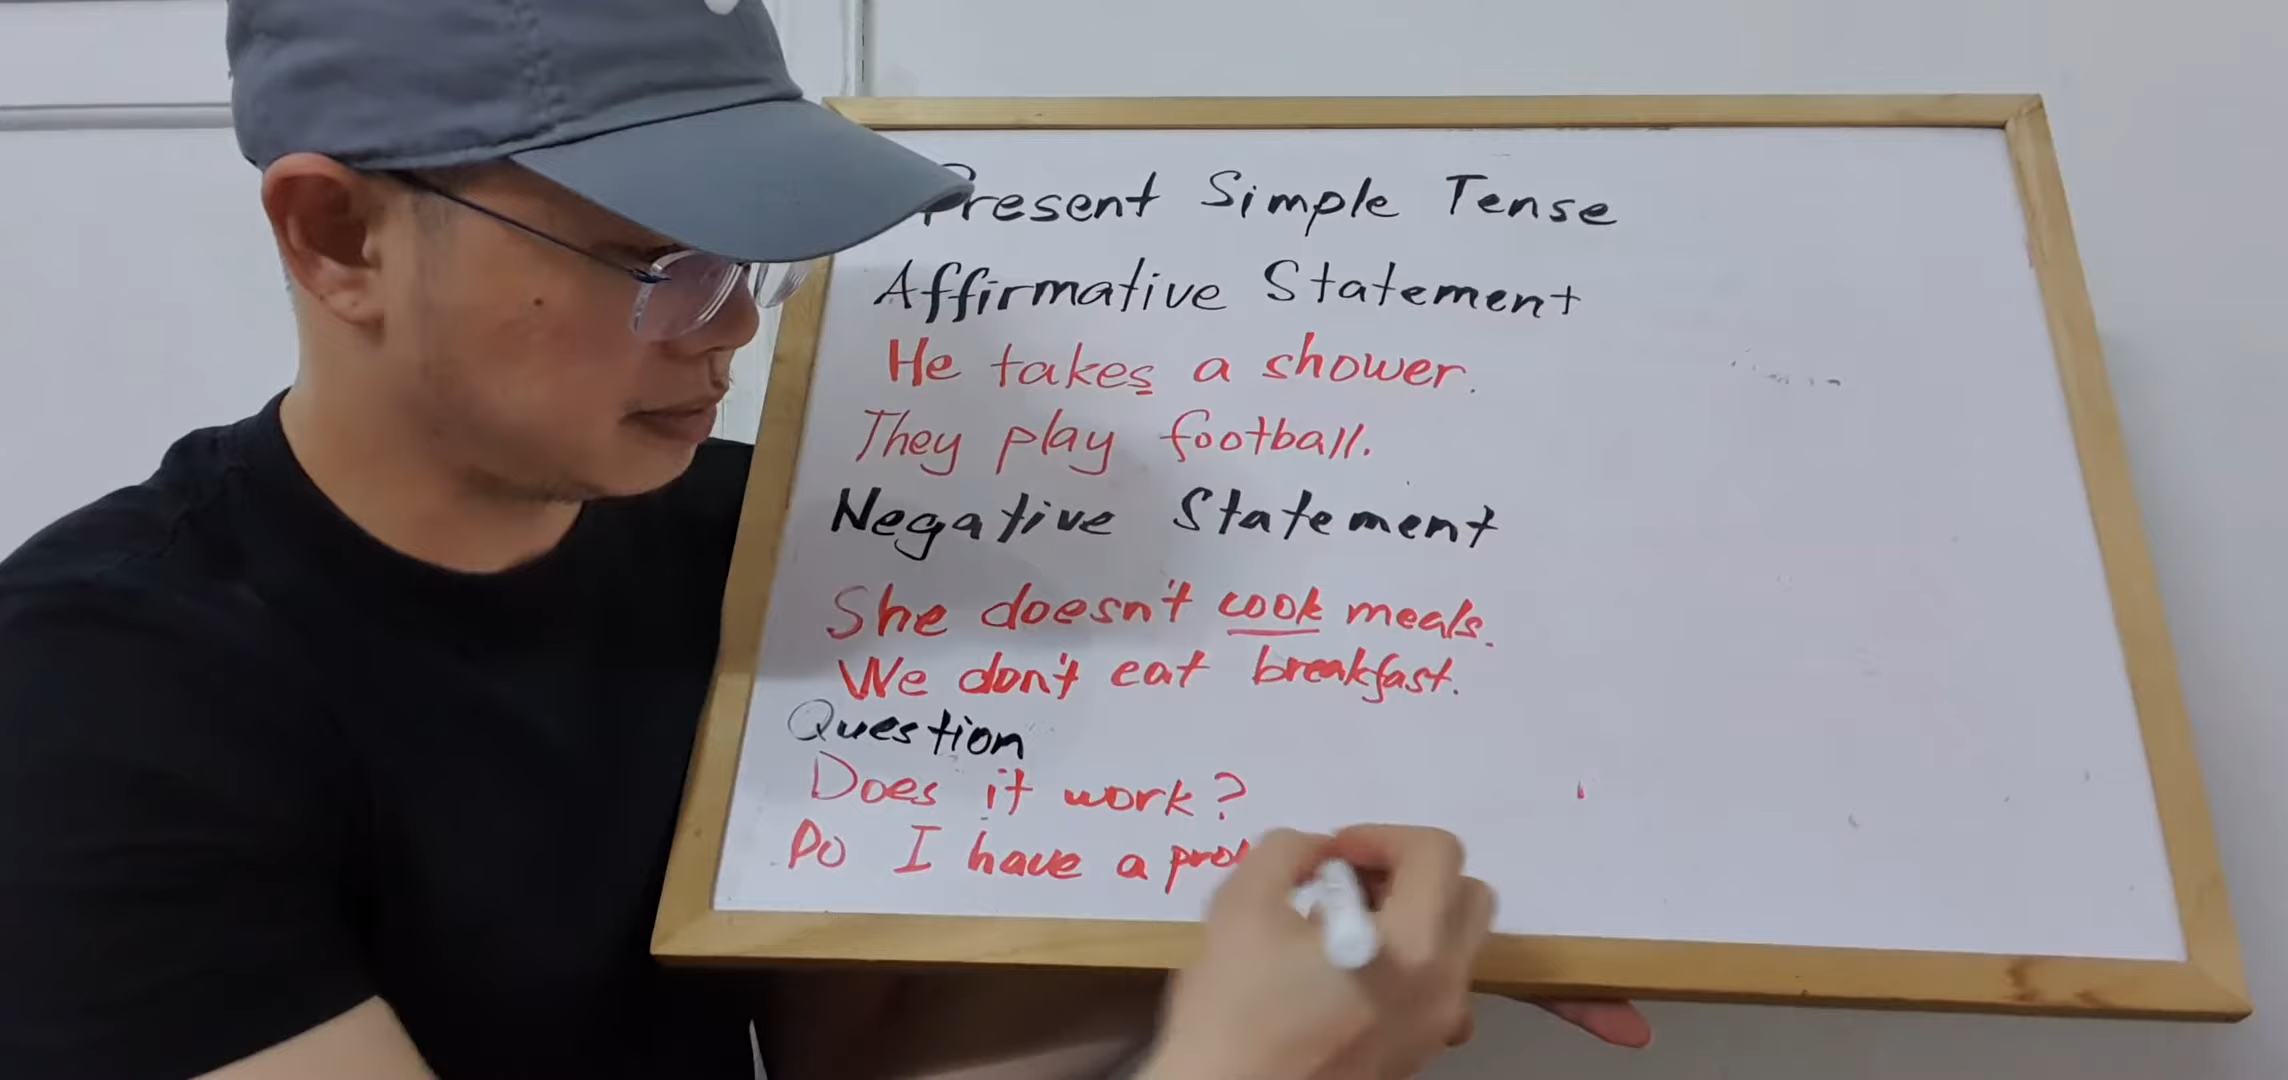 Present Simple Tense
Affirmative Statement
He takes a shower.
They play football.
Negative Statement
She doesn't cook meals.
We don't eat breakfast.
Question
Does it work?
Do I have a